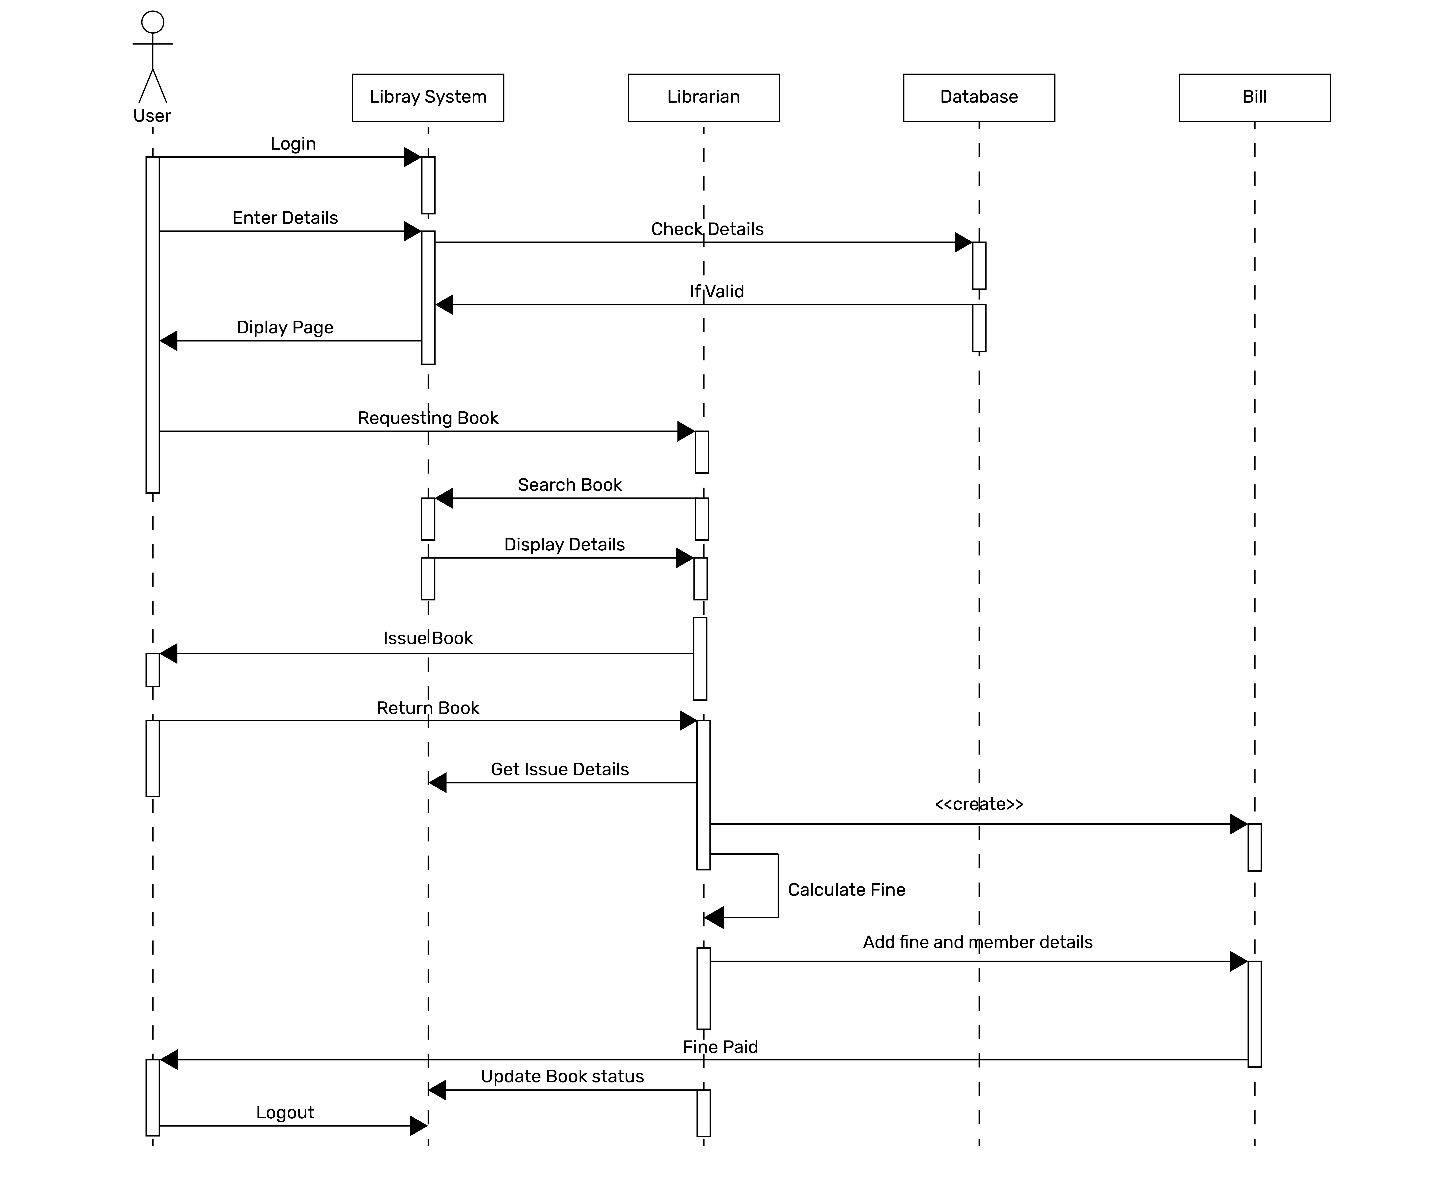 User
Libray System
Librarian
Database
Bill
Login
Enter Details
Check Details
If Valid
Diplay Page
Requesting Book
Search Book
Display Details
Issue Book
Return Book
Get Issue Details
<<create>>
Calculate Fine
Add fine and member details
Fine Paid
Update Book status
Logout